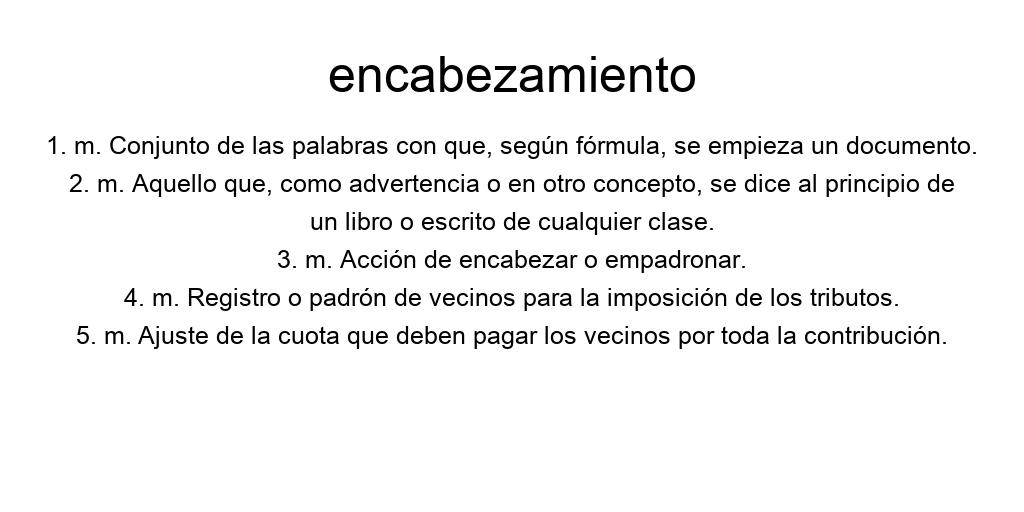 encabezamiento
1. m. Conjunto de las palabras con que, según fórmula, se empieza un documento.
2. m. Aquello que, como advertencia o en otro concepto, se dice al principio de
un libro o escrito de cualquier clase.
3. m. Acción de encabezar o empadronar.
4. m. Registro o padrón de vecinos para la imposición de los tributos.
5. m. Ajuste de la cuota que deben pagar los vecinos por toda la contribución.